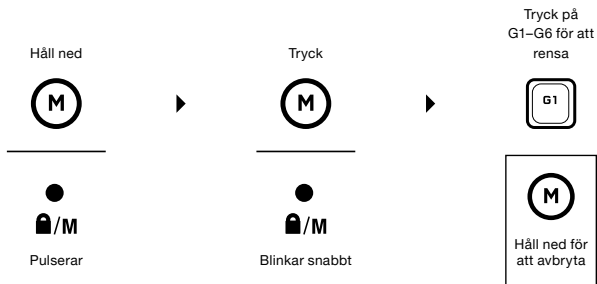 Håll ned
M
🔒/M
Pulserar
Tryck
M
🔒/M
Blinkar snabbt
Tryck på
G1–G6 för att
rensa
G1
M
Håll ned för
att avbryta